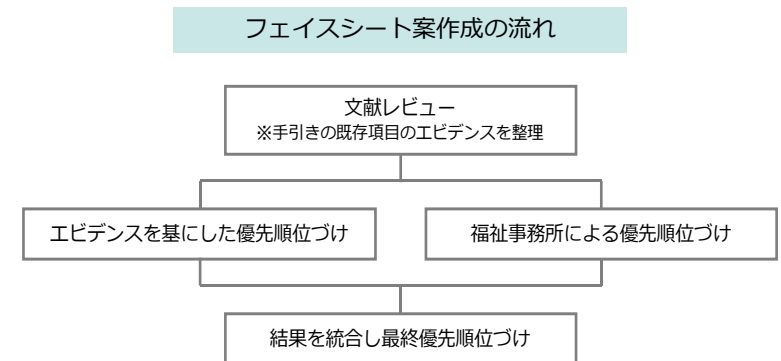 フェイスシート案作成の流れ
文献レビュー
※手引きの既存項目のエビデンスを整理
エビデンスを基にした優先順位づけ
福祉事務所による優先順位づけ
結果を統合し最終優先順位づけ